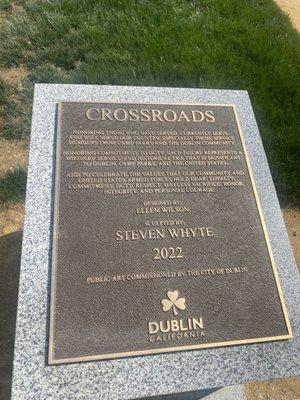 CROSSROADS
HONORING THOSE WHO HAVE SERVED, CURRENTLY SERVE,
AND WILL SERVE OUR COUNTRY, ESPECIALLY THOSE SERVICE
MEMBERS FROM CAMP PARKS AND THE DUBLIN COMMUNITY.
HONORING COMMITMENT TO DUTY, EACH FIGURE REPRESENTS A
MILITARY SERVICE AND HISTORICAL ERA THAT IS SIGNIFICANT
TO DUBLIN, CAMP PARKS, AND THE UNITED STATES.
AND TO CELEBRATE THE VALUES THAT OUR COMMUNITY AND
UNITED STATES ARMED FORCES HOLD DEAR: LOYALTY,
COMMITMENT, DUTY, RESPECT, SELFLESS SACRIFICE, HONOR,
INTEGRITY, AND PERSONAL COURAGE.
DESIGNED BY:
ELLEN WILSON
SCULPTED BY:
STEVEN WHYTE
2022
PUBLIC ART COMMISSIONED BY THE CITY OF DUBLIN
DUBLIN
CALIFORNIA